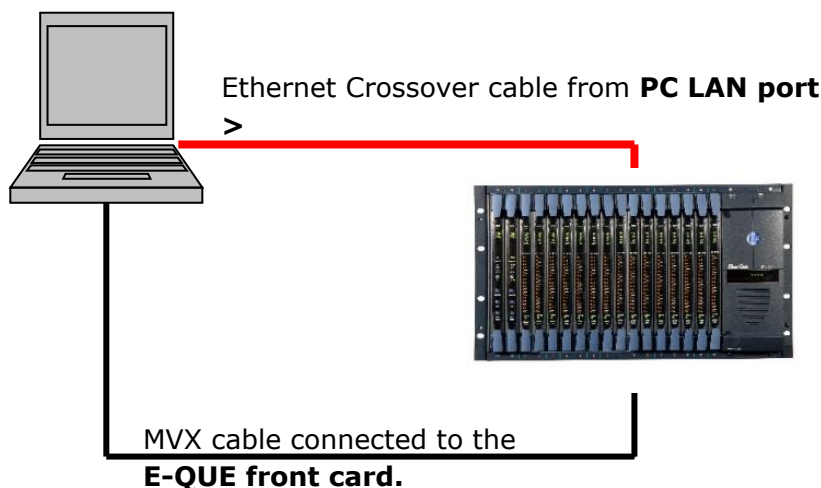 Ethernet Crossover cable from PC LAN port
>
MVX cable connected to the
E-QUE front card.